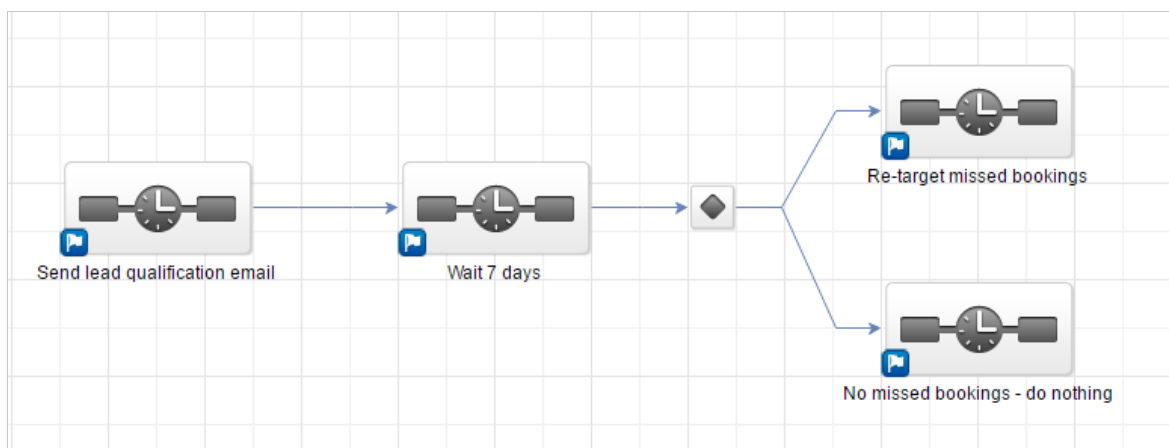 Send lead qualification email
Wait 7 days
Re-target missed bookings
No missed bookings - do nothing